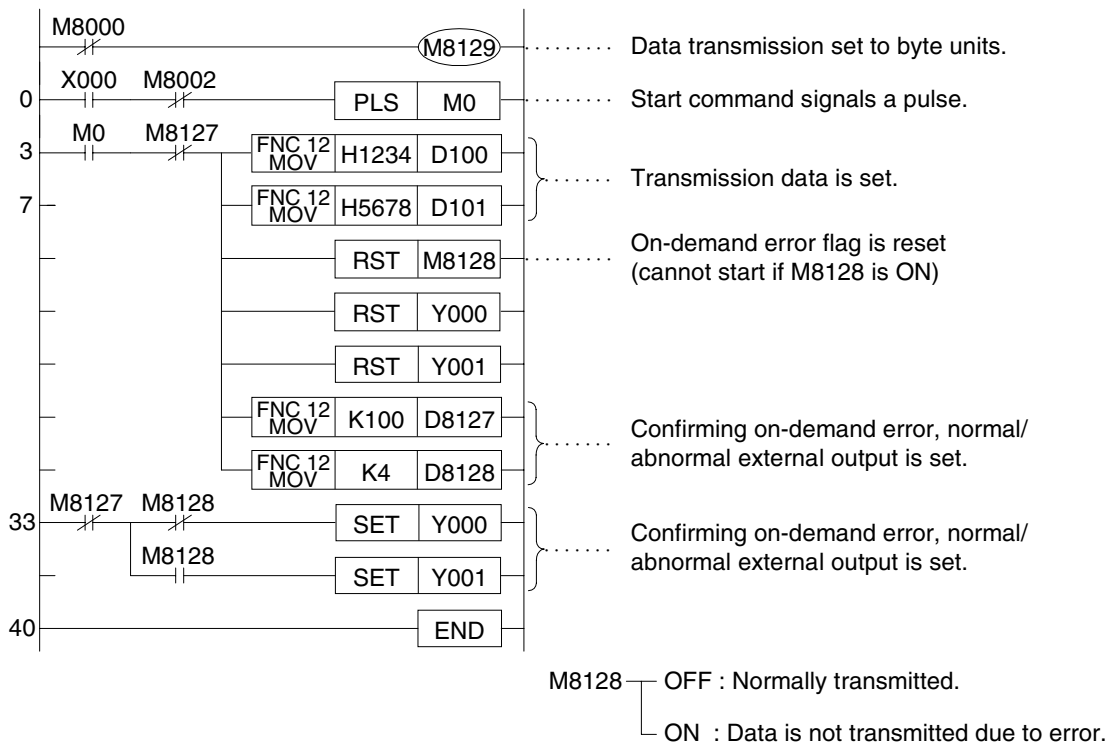 M8000
M8129 Data transmission set to byte units.
X000 M8002
0 PLS M0 Start command signals a pulse.
M0 M8127
3 FNC 12 MOV H1234 D100
Transmission data is set.
7 FNC 12 MOV H5678 D101
On-demand error flag is reset
RST M8128
(cannot start if M8128 is ON)
RST Y000
RST Y001
FNC 12 MOV K100 D8127
Confirming on-demand error, normal/
abnormal external output is set.
FNC 12 MOV K4 D8128
M8127 M8128
33 SET Y000
Confirming on-demand error, normal/
abnormal external output is set.
M8128
SET Y001
40 END
M8128 OFF : Normally transmitted.
ON : Data is not transmitted due to error.